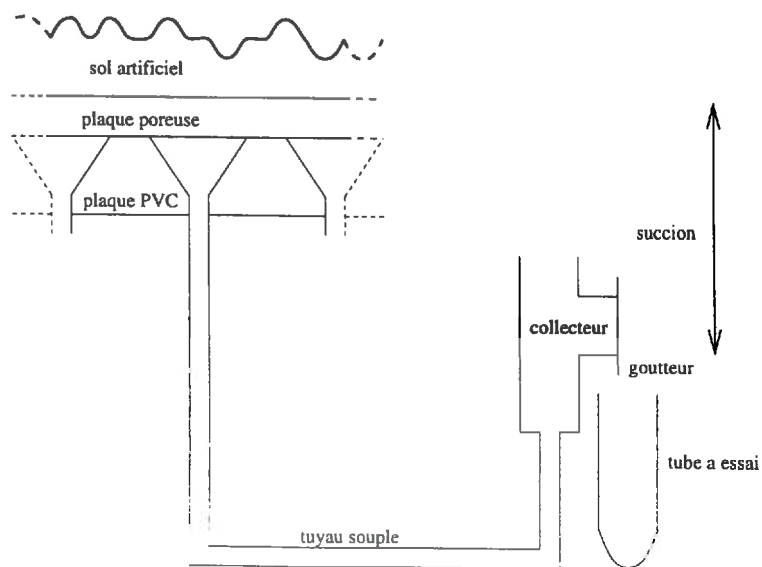 sol artificiel
plaque poreuse
plaque PVC
succion
collecteur
goutteur
tube a essai
tuyau souple